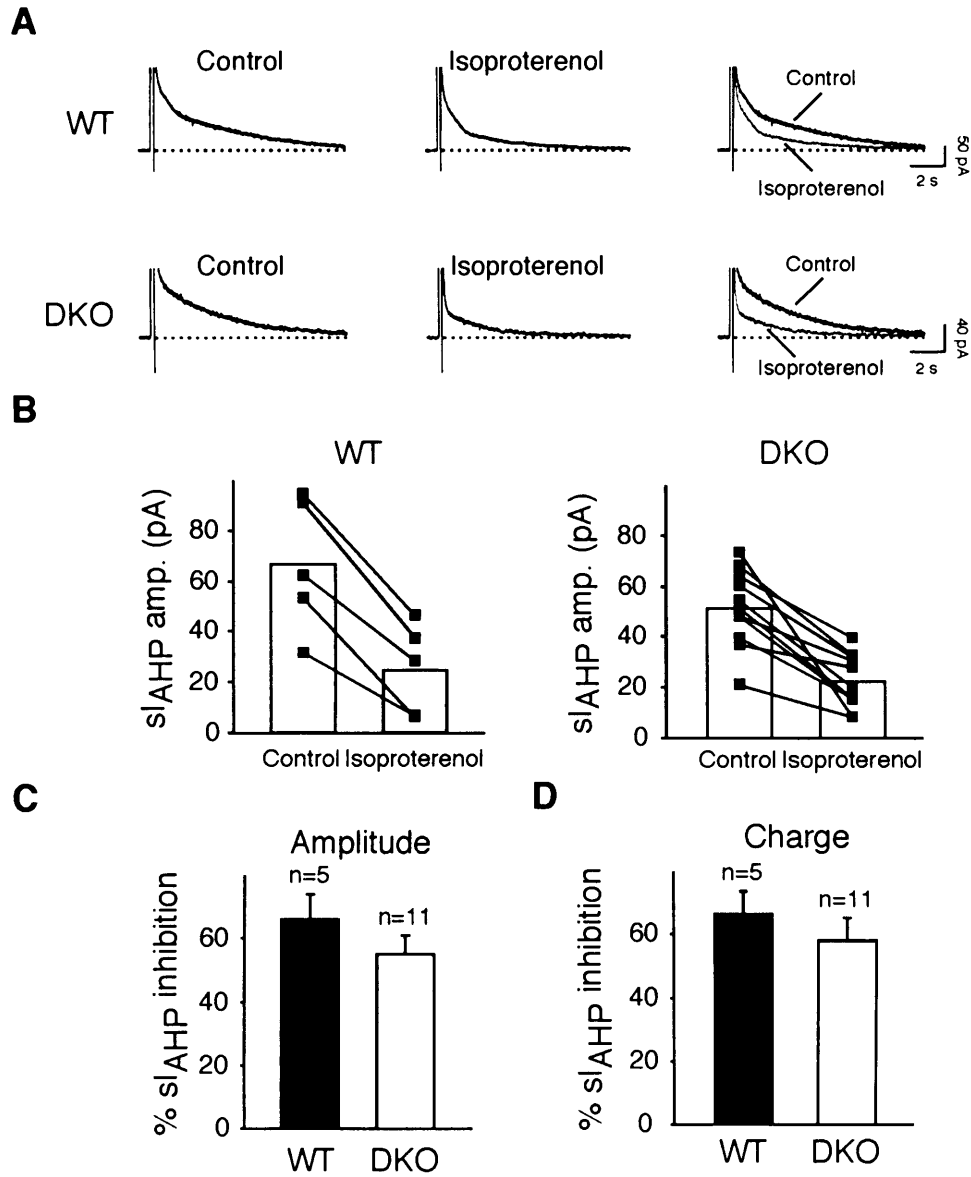 A
Control
Isoproterenol
Control
WT
Isoproterenol
50 pA
2 s
Control
Isoproterenol
Control
DKO
Isoproterenol
40 pA
2 s
B
WT
DKO
sIAHP amp. (pA)
80
60
40
20
0
Control Isoproterenol
sIAHP amp. (pA)
80
60
40
20
0
Control Isoproterenol
C
Amplitude
n=5
n=11
% sIAHP inhibition
60
40
20
0
WT DKO
D
Charge
n=5
n=11
% sIAHP inhibition
60
40
20
0
WT DKO